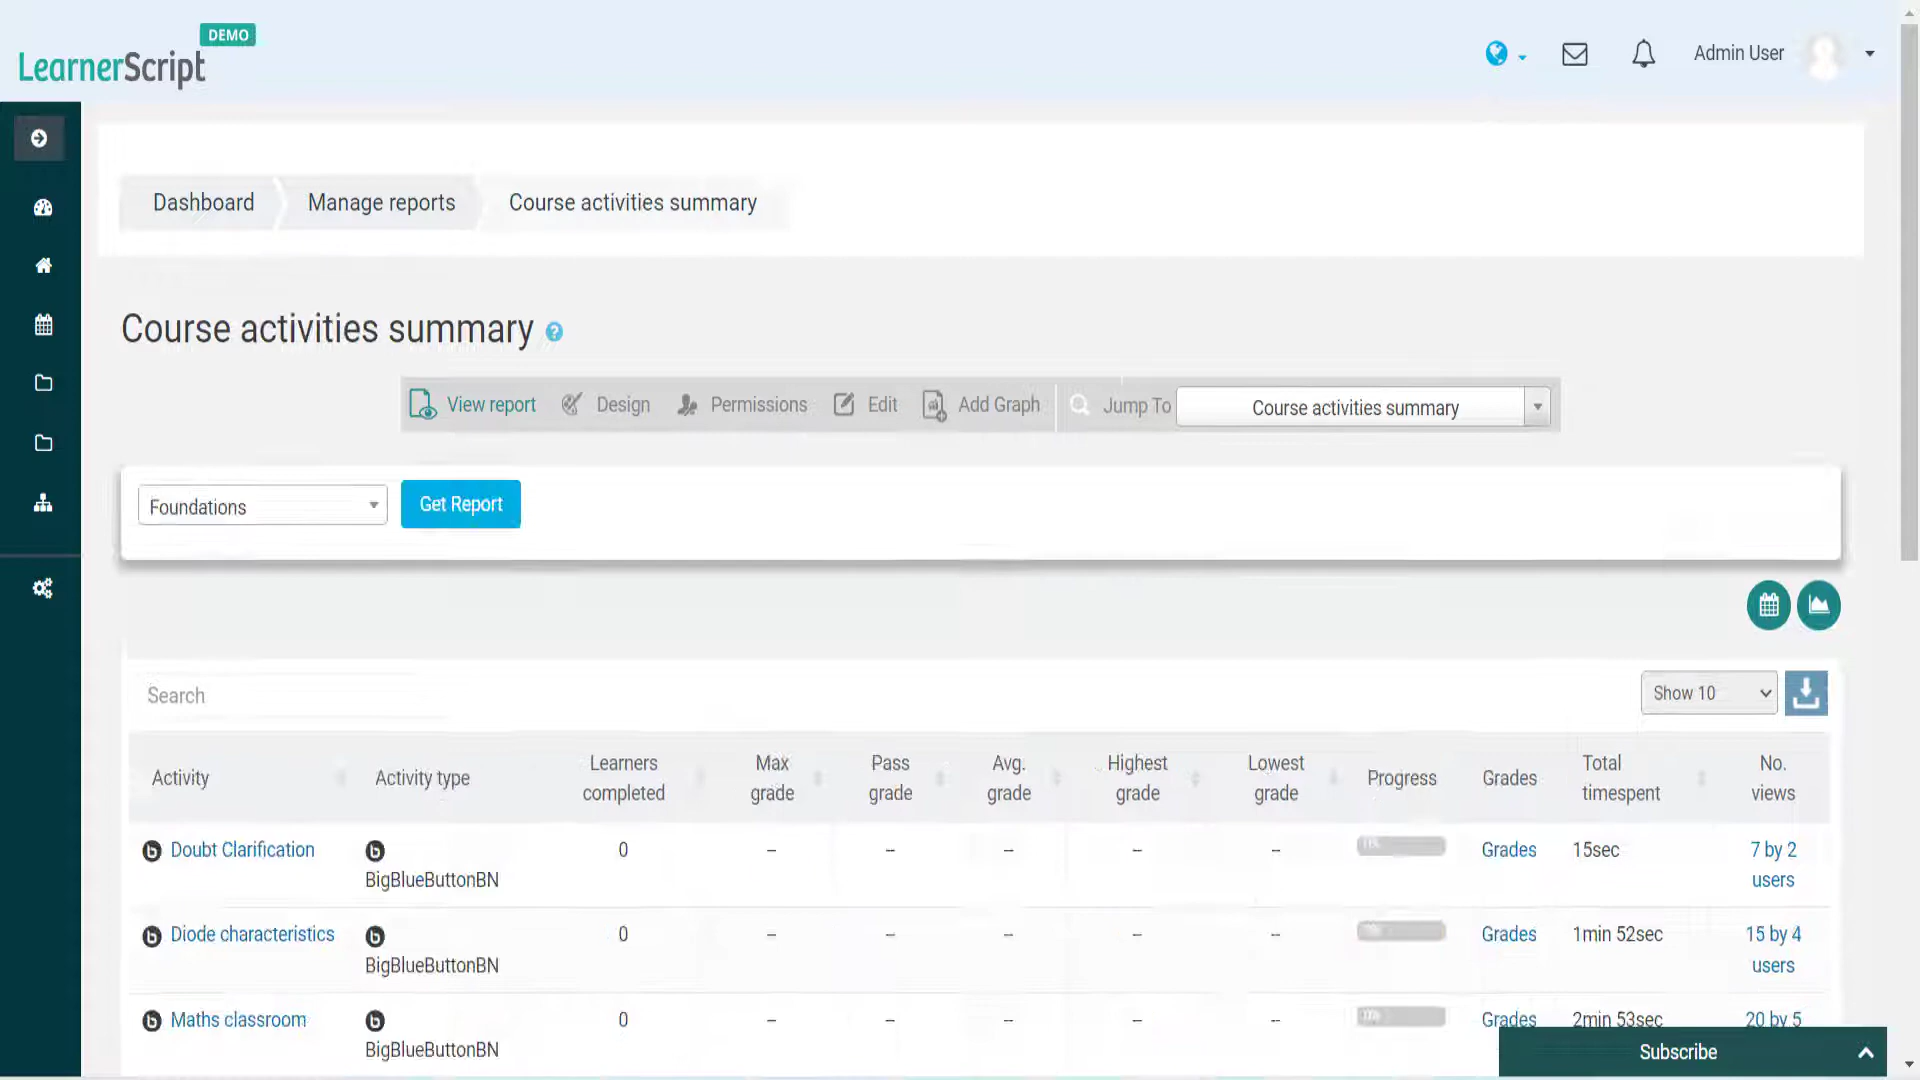 DEMO
LearnerScript
Admin User
Dashboard
Manage reports
Course activities summary
Course activities summary
View report
Design
Permissions
Edit
Add Graph
Jump To
Course activities summary
Foundations
Get Report
Search
Show 10
Activity
Activity type
Learners completed
Max grade
Pass grade
Avg. grade
Highest grade
Lowest grade
Progress
Grades
Total timespent
No. views
Doubt Clarification
BigBlueButtonBN
0 -- -- -- -- --
Grades
15sec
7 by 2 users
Diode characteristics
BigBlueButtonBN
0 -- -- -- -- --
Grades
1min 52sec
15 by 4 users
Maths classroom
BigBlueButtonBN
0 -- -- -- -- --
Grades
2min 53sec
20 by 5
Subscribe